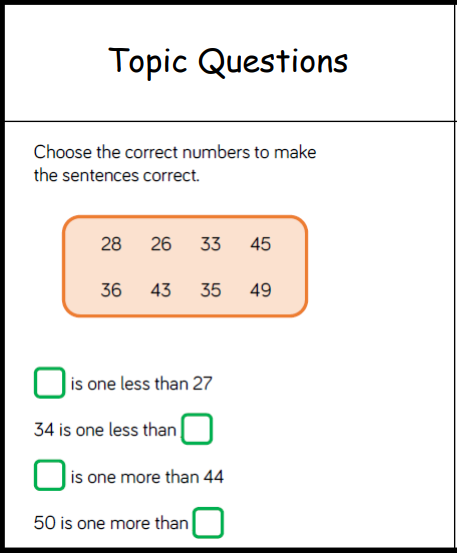 Topic Questions
Choose the correct numbers to make
the sentences correct.
28 26 33 45
36 43 35 49
is one less than 27
34 is one less than
is one more than 44
50 is one more than